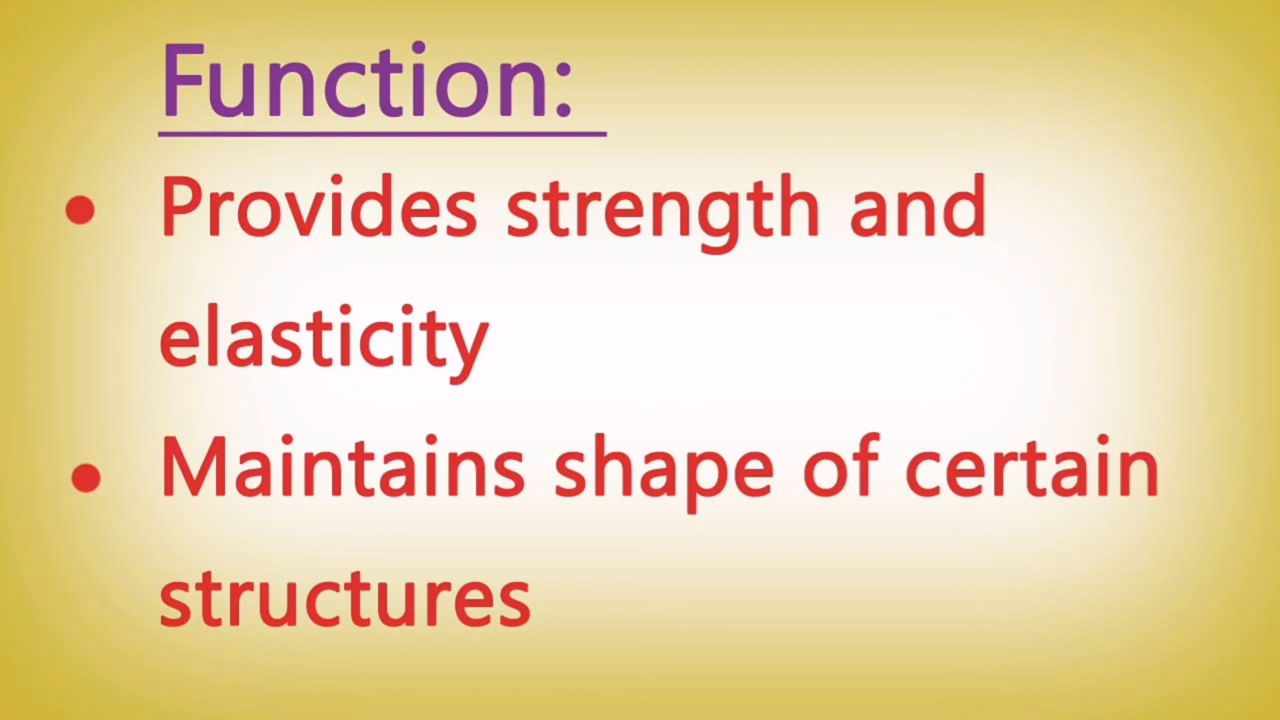 Function:
• Provides strength and
elasticity
• Maintains shape of certain
structures